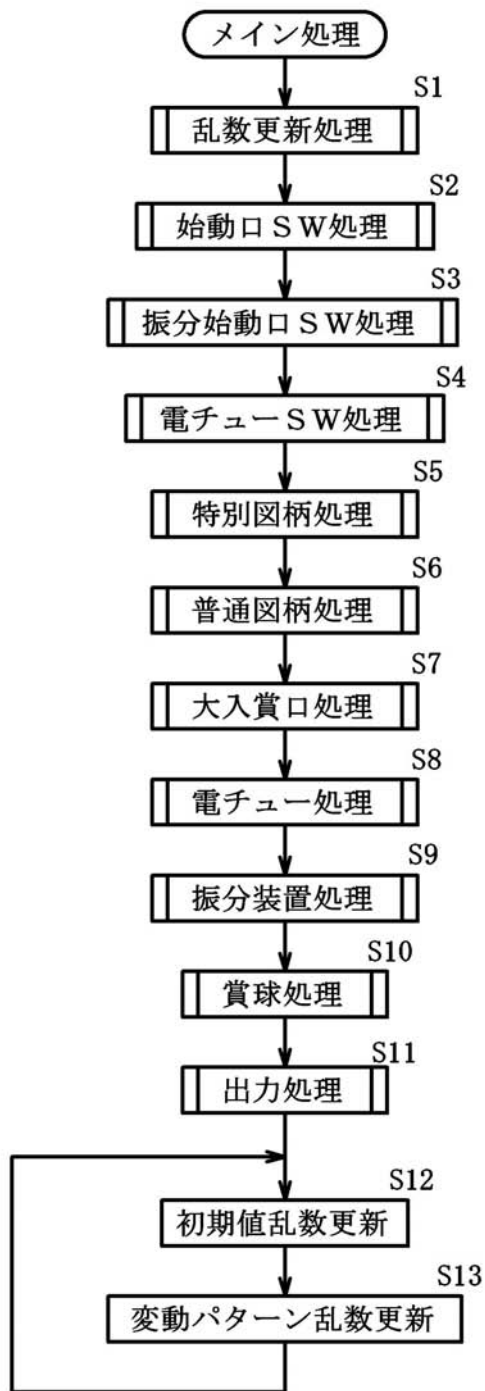 メイン処理
S1
乱数更新処理
S2
始動口ＳＷ処理
S3
振分始動口ＳＷ処理
S4
電チューＳＷ処理
S5
特別図柄処理
S6
普通図柄処理
S7
大入賞口処理
S8
電チュー処理
S9
振分装置処理
S10
賞球処理
S11
出力処理
S12
初期値乱数更新
S13
変動パターン乱数更新